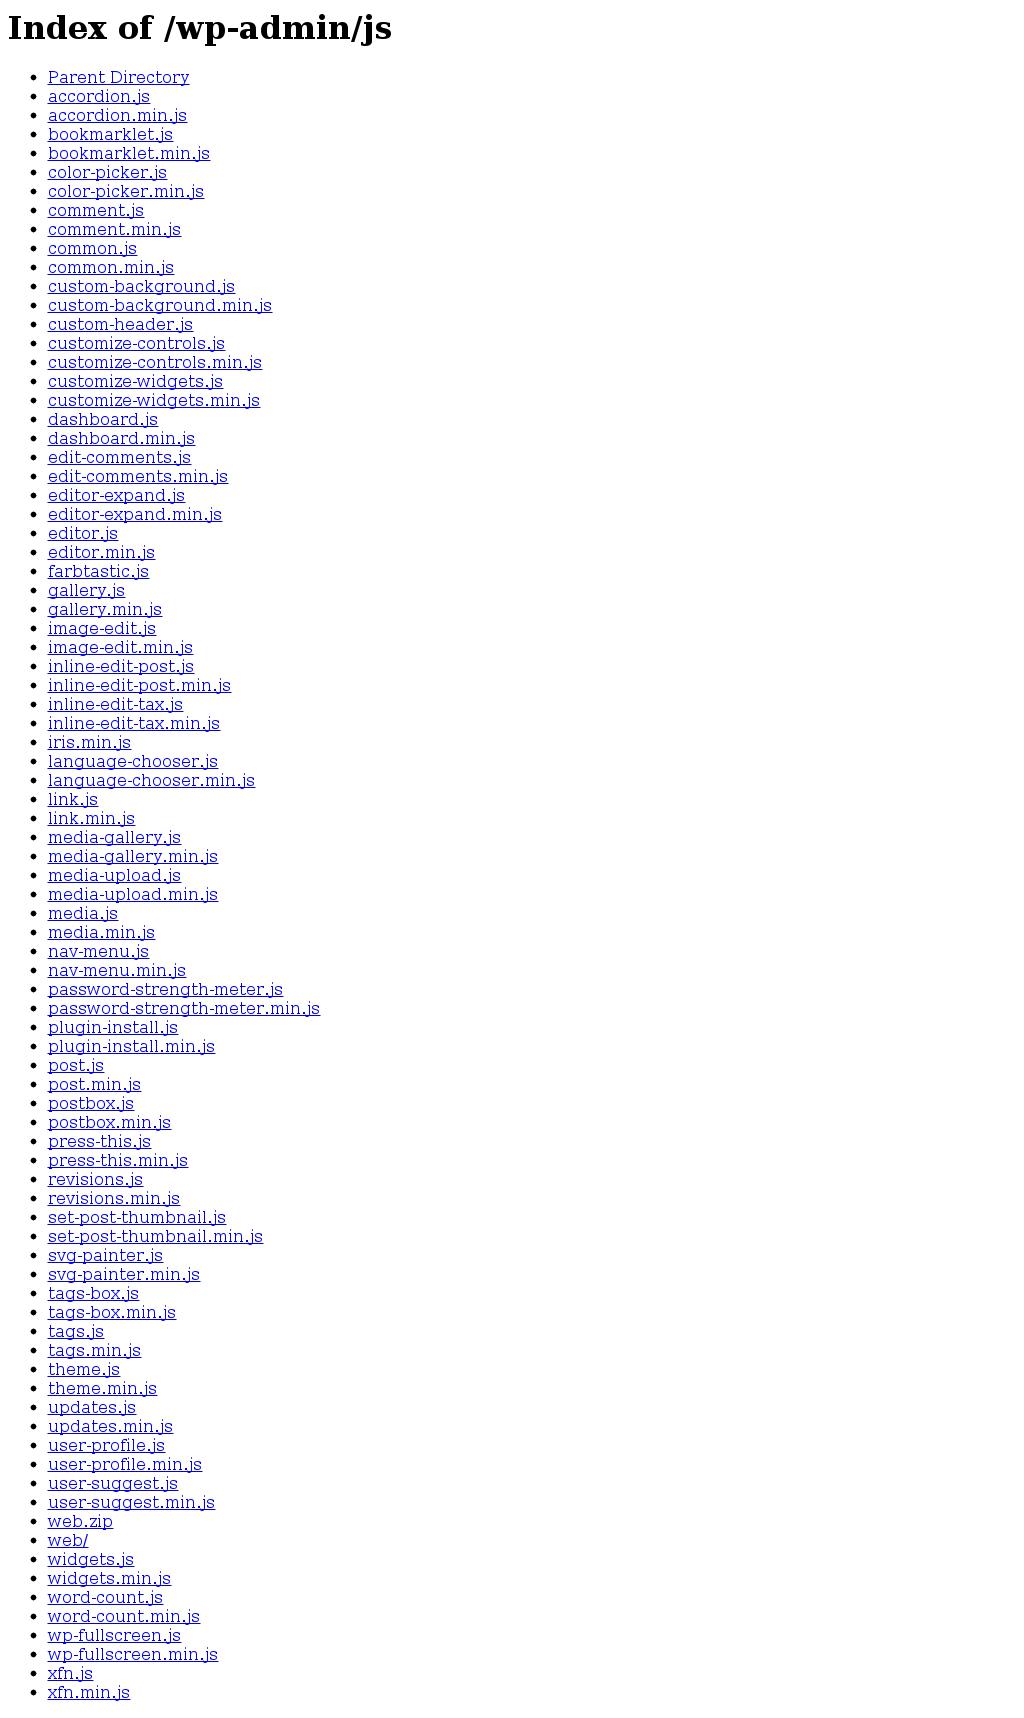 Index of /wp-admin/js
Parent Directory
accordion.js
accordion.min.js
bookmarklet.js
bookmarklet.min.js
color-picker.js
color-picker.min.js
comment.js
comment.min.js
common.js
common.min.js
custom-background.js
custom-background.min.js
custom-header.js
customize-controls.js
customize-controls.min.js
customize-widgets.js
customize-widgets.min.js
dashboard.js
dashboard.min.js
edit-comments.js
edit-comments.min.js
editor-expand.js
editor-expand.min.js
editor.js
editor.min.js
farbtastic.js
gallery.js
gallery.min.js
image-edit.js
image-edit.min.js
inline-edit-post.js
inline-edit-post.min.js
inline-edit-tax.js
inline-edit-tax.min.js
iris.min.js
language-chooser.js
language-chooser.min.js
link.js
link.min.js
media-gallery.js
media-gallery.min.js
media-upload.js
media-upload.min.js
media.js
media.min.js
nav-menu.js
nav-menu.min.js
password-strength-meter.js
password-strength-meter.min.js
plugin-install.js
plugin-install.min.js
post.js
post.min.js
postbox.js
postbox.min.js
press-this.js
press-this.min.js
revisions.js
revisions.min.js
set-post-thumbnail.js
set-post-thumbnail.min.js
svg-painter.js
svg-painter.min.js
tags-box.js
tags-box.min.js
tags.js
tags.min.js
theme.js
theme.min.js
updates.js
updates.min.js
user-profile.js
user-profile.min.js
user-suggest.js
user-suggest.min.js
web.zip
web/
widgets.js
widgets.min.js
word-count.js
word-count.min.js
wp-fullscreen.js
wp-fullscreen.min.js
xfn.js
xfn.min.js